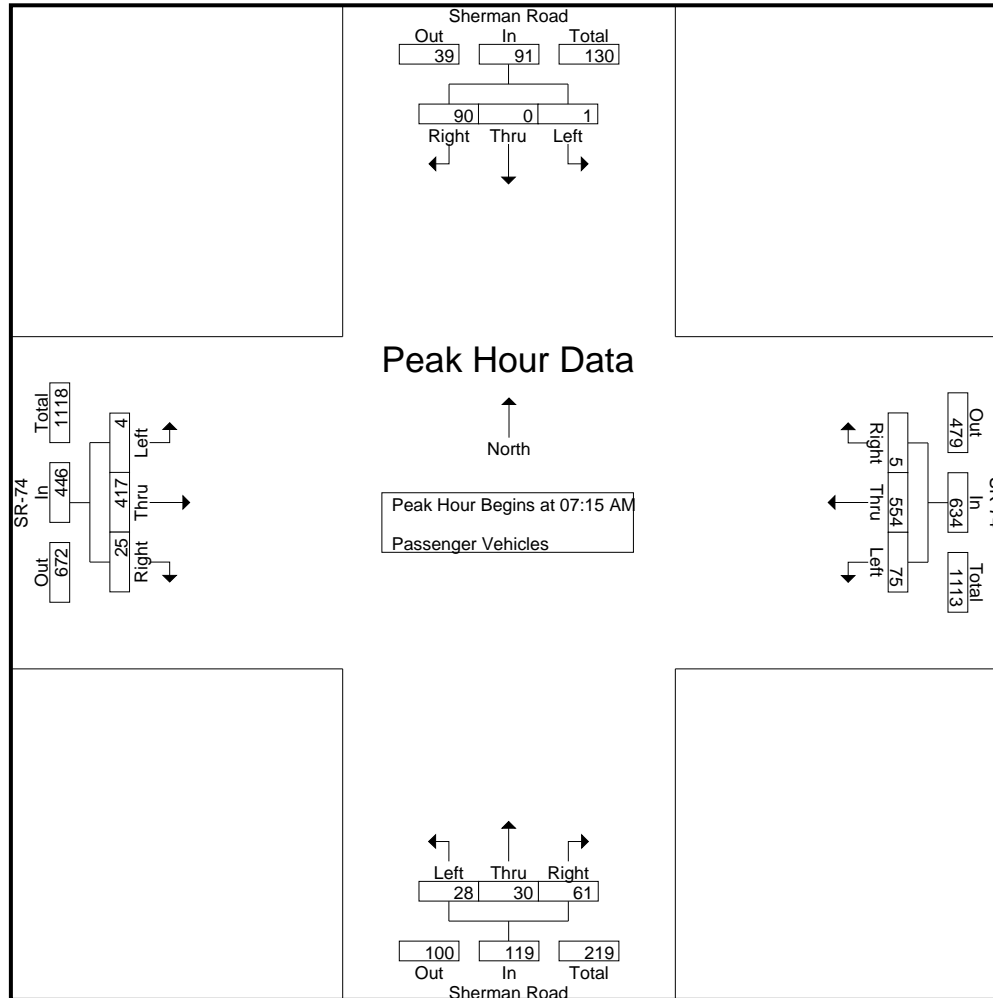 Sherman Road
Out In Total
39 91 130
90 0 1
Right Thru Left
Peak Hour Data
North
Peak Hour Begins at 07:15 AM
Passenger Vehicles
SR-74
Total In Out
1118 446 672
4 417 25
Left Thru Right
Right Thru Left
5 554 75
479 634 1113
Out In Total
Left Thru Right
28 30 61
100 119 219
Out In Total
Sherman Road